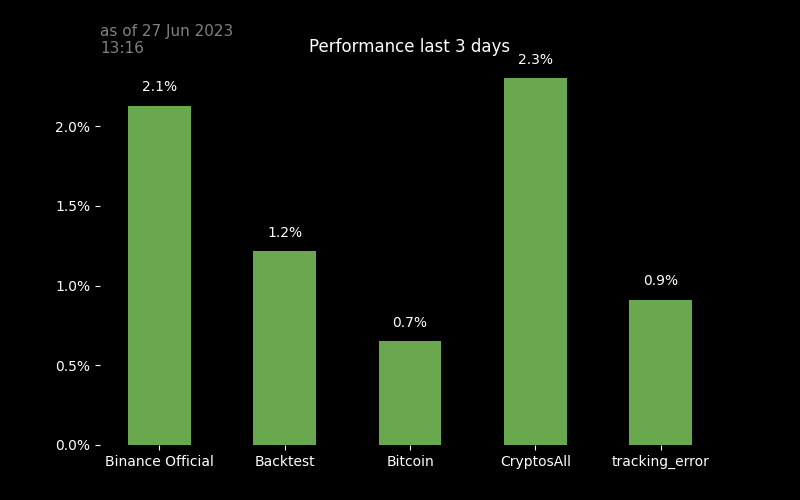 as of 27 Jun 2023
13:16
Performance last 3 days
2.1%
1.2%
0.7%
2.3%
0.9%
2.0%
1.5%
1.0%
0.5%
0.0%
Binance Official
Backtest
Bitcoin
CryptosAll
tracking_error